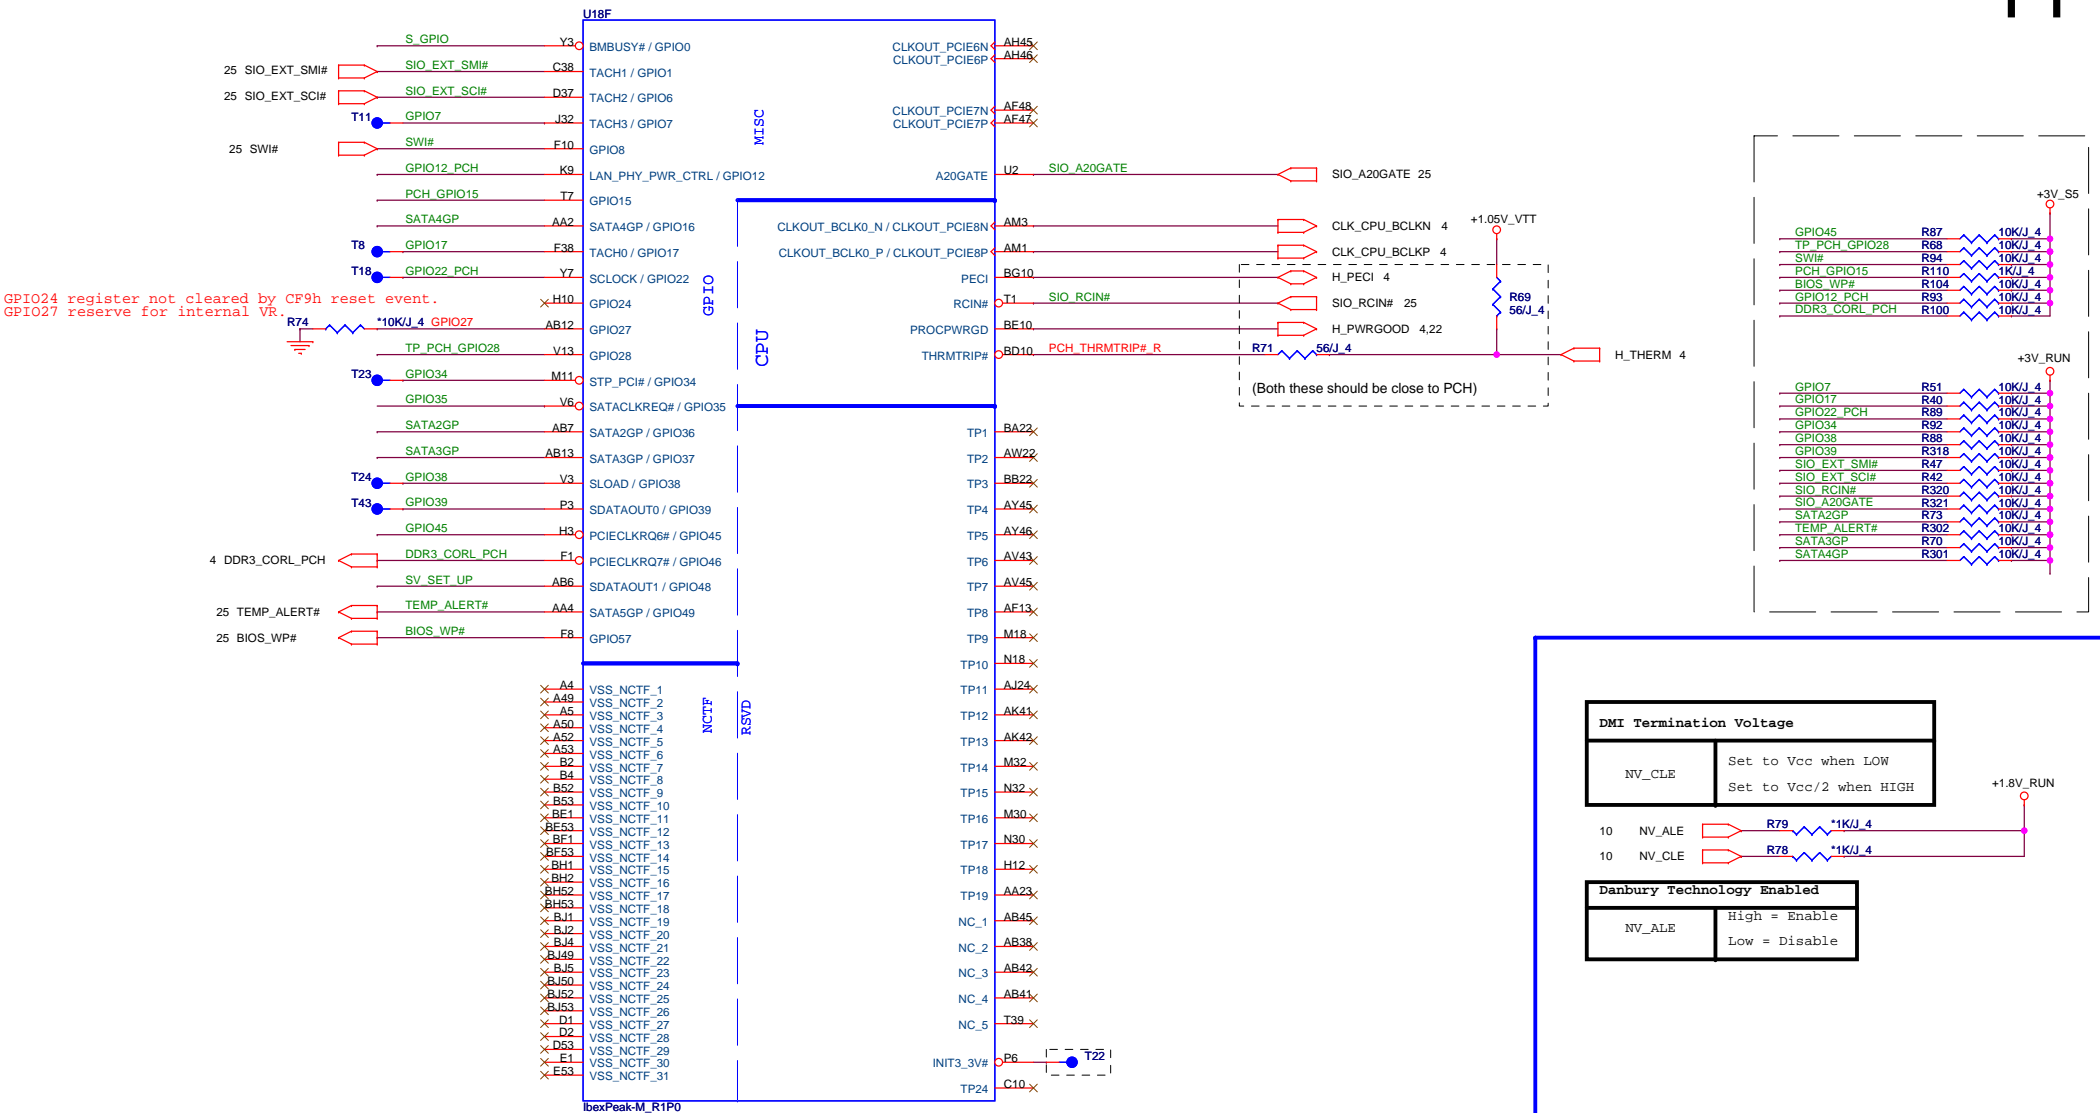 U18F
S_GPIO Y3 BMBUSY# / GPIO0
25 SIO_EXT_SMI# SIO_EXT_SMI# C38 TACH1 / GPIO1
25 SIO_EXT_SCI# SIO_EXT_SCI# D37 TACH2 / GPIO6
T11 GPIO7 J32 TACH3 / GPIO7
25 SWI# SWI# F10 GPIO8
GPIO12_PCH K9 LAN_PHY_PWR_CTRL / GPIO12
PCH_GPIO15 T7 GPIO15
SATA4GP AA2 SATA4GP / GPIO16
T8 GPIO17 F38 TACH0 / GPIO17
T18 GPIO22_PCH Y7 SCLOCK / GPIO22
H10 GPIO24
GPIO24 register not cleared by CF9h reset event.
GPIO27 reserve for internal VR.
R74 *10K/J_4 GPIO27 AB12 GPIO27
TP_PCH_GPIO28 V13 GPIO28
T23 GPIO34 M11 STP_PCI# / GPIO34
GPIO35 V6 SATACLKREQ# / GPIO35
SATA2GP AB7 SATA2GP / GPIO36
SATA3GP AB13 SATA3GP / GPIO37
T24 GPIO38 V3 SLOAD / GPIO38
T43 GPIO39 P3 SDATAOUT0 / GPIO39
GPIO45 H3 PCIECLKRQ6# / GPIO45
4 DDR3_CORL_PCH DDR3_CORL_PCH F1 PCIECLKRQ7# / GPIO46
SV_SET_UP AB6 SDATAOUT1 / GPIO48
25 TEMP_ALERT# TEMP_ALERT# AA4 SATA5GP / GPIO49
25 BIOS_WP# BIOS_WP# F8 GPIO57
A4 VSS_NCTF_1
A49 VSS_NCTF_2
A5 VSS_NCTF_3
A50 VSS_NCTF_4
A52 VSS_NCTF_5
A53 VSS_NCTF_6
B2 VSS_NCTF_7
B4 VSS_NCTF_8
B52 VSS_NCTF_9
B53 VSS_NCTF_10
BE1 VSS_NCTF_11
BE53 VSS_NCTF_12
BF1 VSS_NCTF_13
BF53 VSS_NCTF_14
BH1 VSS_NCTF_15
BH2 VSS_NCTF_16
BH52 VSS_NCTF_17
BH53 VSS_NCTF_18
BJ1 VSS_NCTF_19
BJ2 VSS_NCTF_20
BJ4 VSS_NCTF_21
BJ49 VSS_NCTF_22
BJ5 VSS_NCTF_23
BJ50 VSS_NCTF_24
BJ52 VSS_NCTF_25
BJ53 VSS_NCTF_26
D1 VSS_NCTF_27
D2 VSS_NCTF_28
D53 VSS_NCTF_29
E1 VSS_NCTF_30
E53 VSS_NCTF_31
IbexPeak-M_R1P0
MISC
GPIO
CPU
NCTF
RSVD
CLKOUT_PCIE6N AH45
CLKOUT_PCIE6P AH46
CLKOUT_PCIE7N AF48
CLKOUT_PCIE7P AF47
A20GATE U2 SIO_A20GATE SIO_A20GATE 25
CLKOUT_BCLK0_N / CLKOUT_PCIE8N AM3 CLK_CPU_BCLKN 4
CLKOUT_BCLK0_P / CLKOUT_PCIE8P AM1 CLK_CPU_BCLKP 4
PECI BG10 H_PECI 4
RCIN# T1 SIO_RCIN# SIO_RCIN# 25
PROCPWRGD BE10 H_PWRGOOD 4,22
THRMTRIP# BD10 PCH_THRMTRIP#_R R71 56/J_4 H_THERM 4
+1.05V_VTT
R69
56/J_4
(Both these should be close to PCH)
TP1 BA22
TP2 AW22
TP3 BB22
TP4 AY45
TP5 AY46
TP6 AV43
TP7 AV45
TP8 AF13
TP9 M18
TP10 N18
TP11 AJ24
TP12 AK41
TP13 AK42
TP14 M32
TP15 N32
TP16 M30
TP17 N30
TP18 H12
TP19 AA23
NC_1 AB45
NC_2 AB38
NC_3 AB42
NC_4 AB41
NC_5 T39
INIT3_3V# P6 T22
TP24 C10
+3V_S5
GPIO45 R87 10K/J_4
TP_PCH_GPIO28 R68 10K/J_4
SWI# R94 10K/J_4
PCH_GPIO15 R110 1K/J_4
BIOS_WP# R104 10K/J_4
GPIO12_PCH R93 10K/J_4
DDR3_CORL_PCH R100 10K/J_4
+3V_RUN
GPIO7 R51 10K/J_4
GPIO17 R40 10K/J_4
GPIO22_PCH R89 10K/J_4
GPIO34 R92 10K/J_4
GPIO38 R88 10K/J_4
GPIO39 R318 10K/J_4
SIO_EXT_SMI# R47 10K/J_4
SIO_EXT_SCI# R42 10K/J_4
SIO_RCIN# R320 10K/J_4
SIO_A20GATE R321 10K/J_4
SATA2GP R73 10K/J_4
TEMP_ALERT# R302 10K/J_4
SATA3GP R70 10K/J_4
SATA4GP R301 10K/J_4
DMI Termination Voltage
NV_CLE
Set to Vcc when LOW
Set to Vcc/2 when HIGH
+1.8V_RUN
10 NV_ALE R79 *1K/J_4
10 NV_CLE R78 *1K/J_4
Danbury Technology Enabled
NV_ALE
High = Enable
Low = Disable